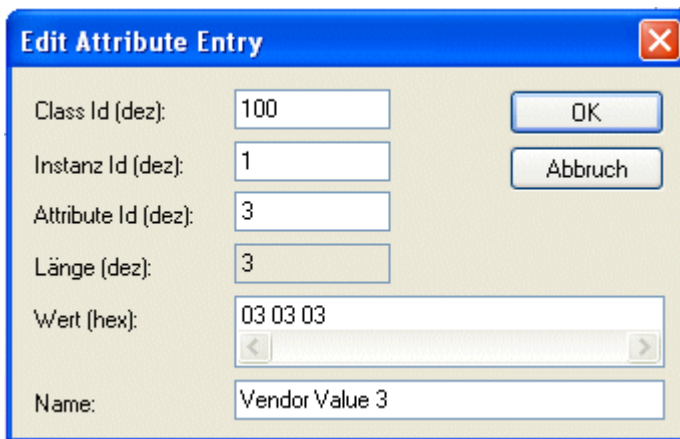 Edit Attribute Entry
Class Id (dez): 100 OK
Instanz Id (dez): 1 Abbruch
Attribute Id (dez): 3
Länge (dez): 3
Wert (hex): 03 03 03
Name: Vendor Value 3